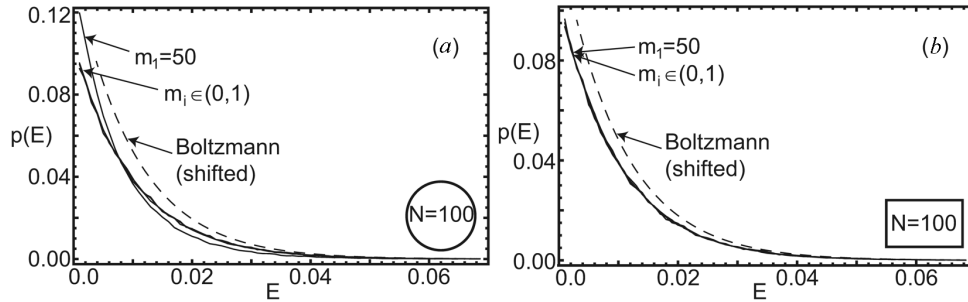 0.12
(a)
m₁=50
0.08
mᵢ∈(0,1)
p(E)
Boltzmann
(shifted)
0.04
N=100
0.00
0.0
0.02
0.04
0.06
E
(b)
0.08
m₁=50
mᵢ∈(0,1)
p(E)
Boltzmann
(shifted)
0.04
N=100
0.00
0.0
0.02
0.04
0.06
E